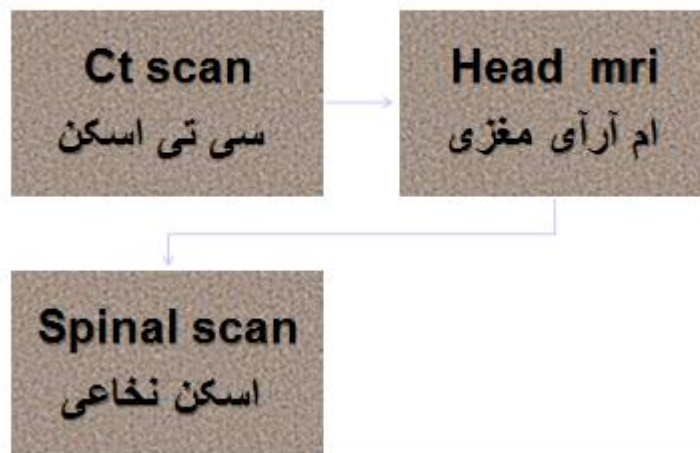 Ct scan
سی تی اسکن
Head mri
ام آرآی مغزی
Spinal scan
اسکن نخاعی